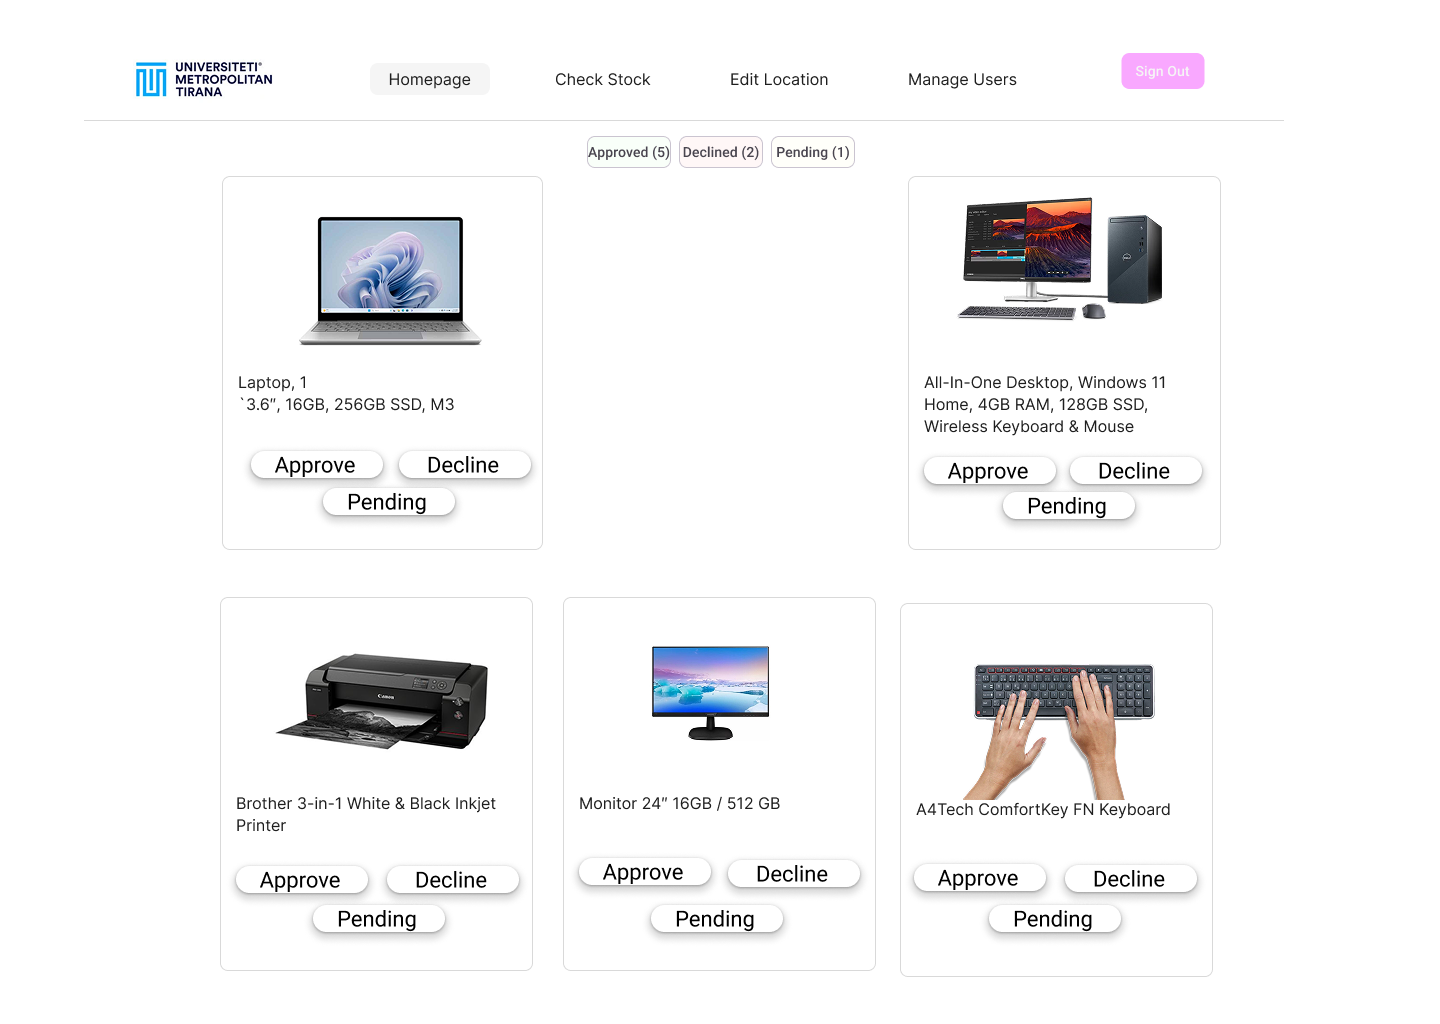 UNIVERSITETI®
METROPOLITAN
TIRANA
Homepage
Check Stock
Edit Location
Manage Users
Sign Out
Approved (5)
Declined (2)
Pending (1)
Laptop, 1
`3.6″, 16GB, 256GB SSD, M3
Approve
Decline
Pending
All-In-One Desktop, Windows 11
Home, 4GB RAM, 128GB SSD,
Wireless Keyboard & Mouse
Approve
Decline
Pending
Canon
Brother 3-in-1 White & Black Inkjet
Printer
Approve
Decline
Pending
Monitor 24″ 16GB / 512 GB
Approve
Decline
Pending
A4Tech ComfortKey FN Keyboard
Approve
Decline
Pending